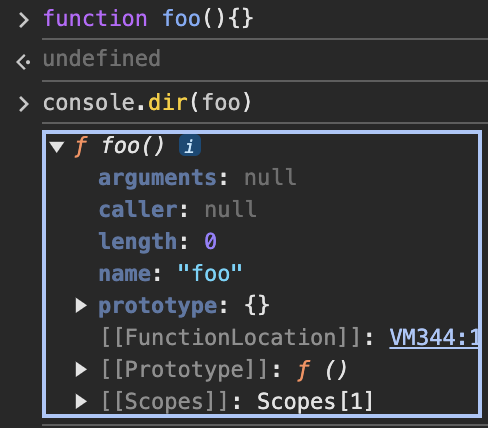 function foo(){}
undefined
console.dir(foo)
ƒ foo() i
arguments: null
caller: null
length: 0
name: "foo"
prototype: {}
[[FunctionLocation]]: VM344:1
[[Prototype]]: ƒ ()
[[Scopes]]: Scopes[1]